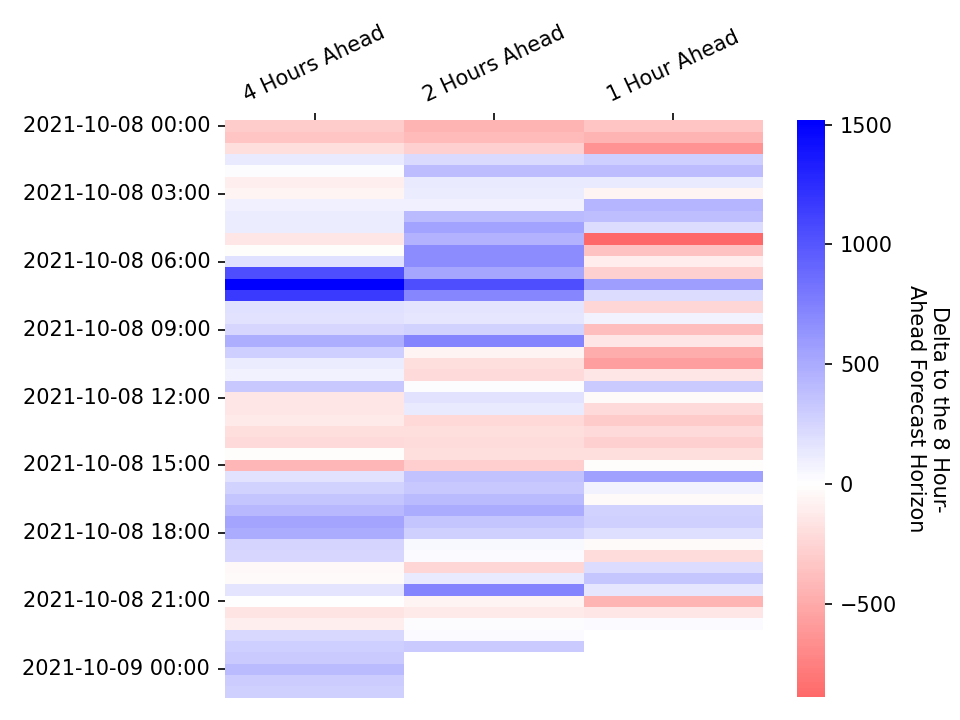 4 Hours Ahead
2 Hours Ahead
1 Hour Ahead
2021-10-08 00:00
2021-10-08 03:00
2021-10-08 06:00
2021-10-08 09:00
2021-10-08 12:00
2021-10-08 15:00
2021-10-08 18:00
2021-10-08 21:00
2021-10-09 00:00
1500
1000
500
0
−500
Delta to the 8 Hour-
Ahead Forecast Horizon